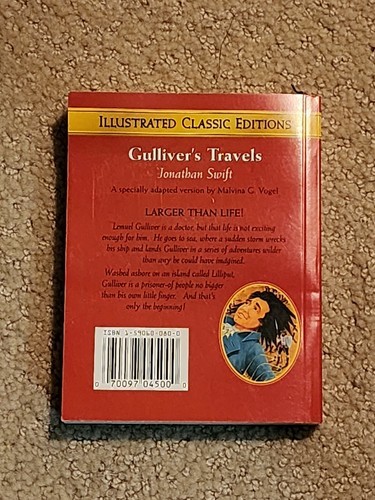 ILLUSTRATED CLASSIC EDITIONS
Gulliver's Travels
Jonathan Swift
A specially adapted version by Malvina G. Vogel
LARGER THAN LIFE!
Lemuel Gulliver is a doctor, but that life is not exciting
enough for him. He goes to sea, where a sudden storm wrecks
his ship and lands Gulliver in a series of adventures wilder
than any he could have imagined.
Washed ashore on an island called Lilliput,
Gulliver is a prisoner-of people no bigger
than his own little finger. And that's
only the beginning!
ISBN 1-59060-060-0
0 70097 04500 0